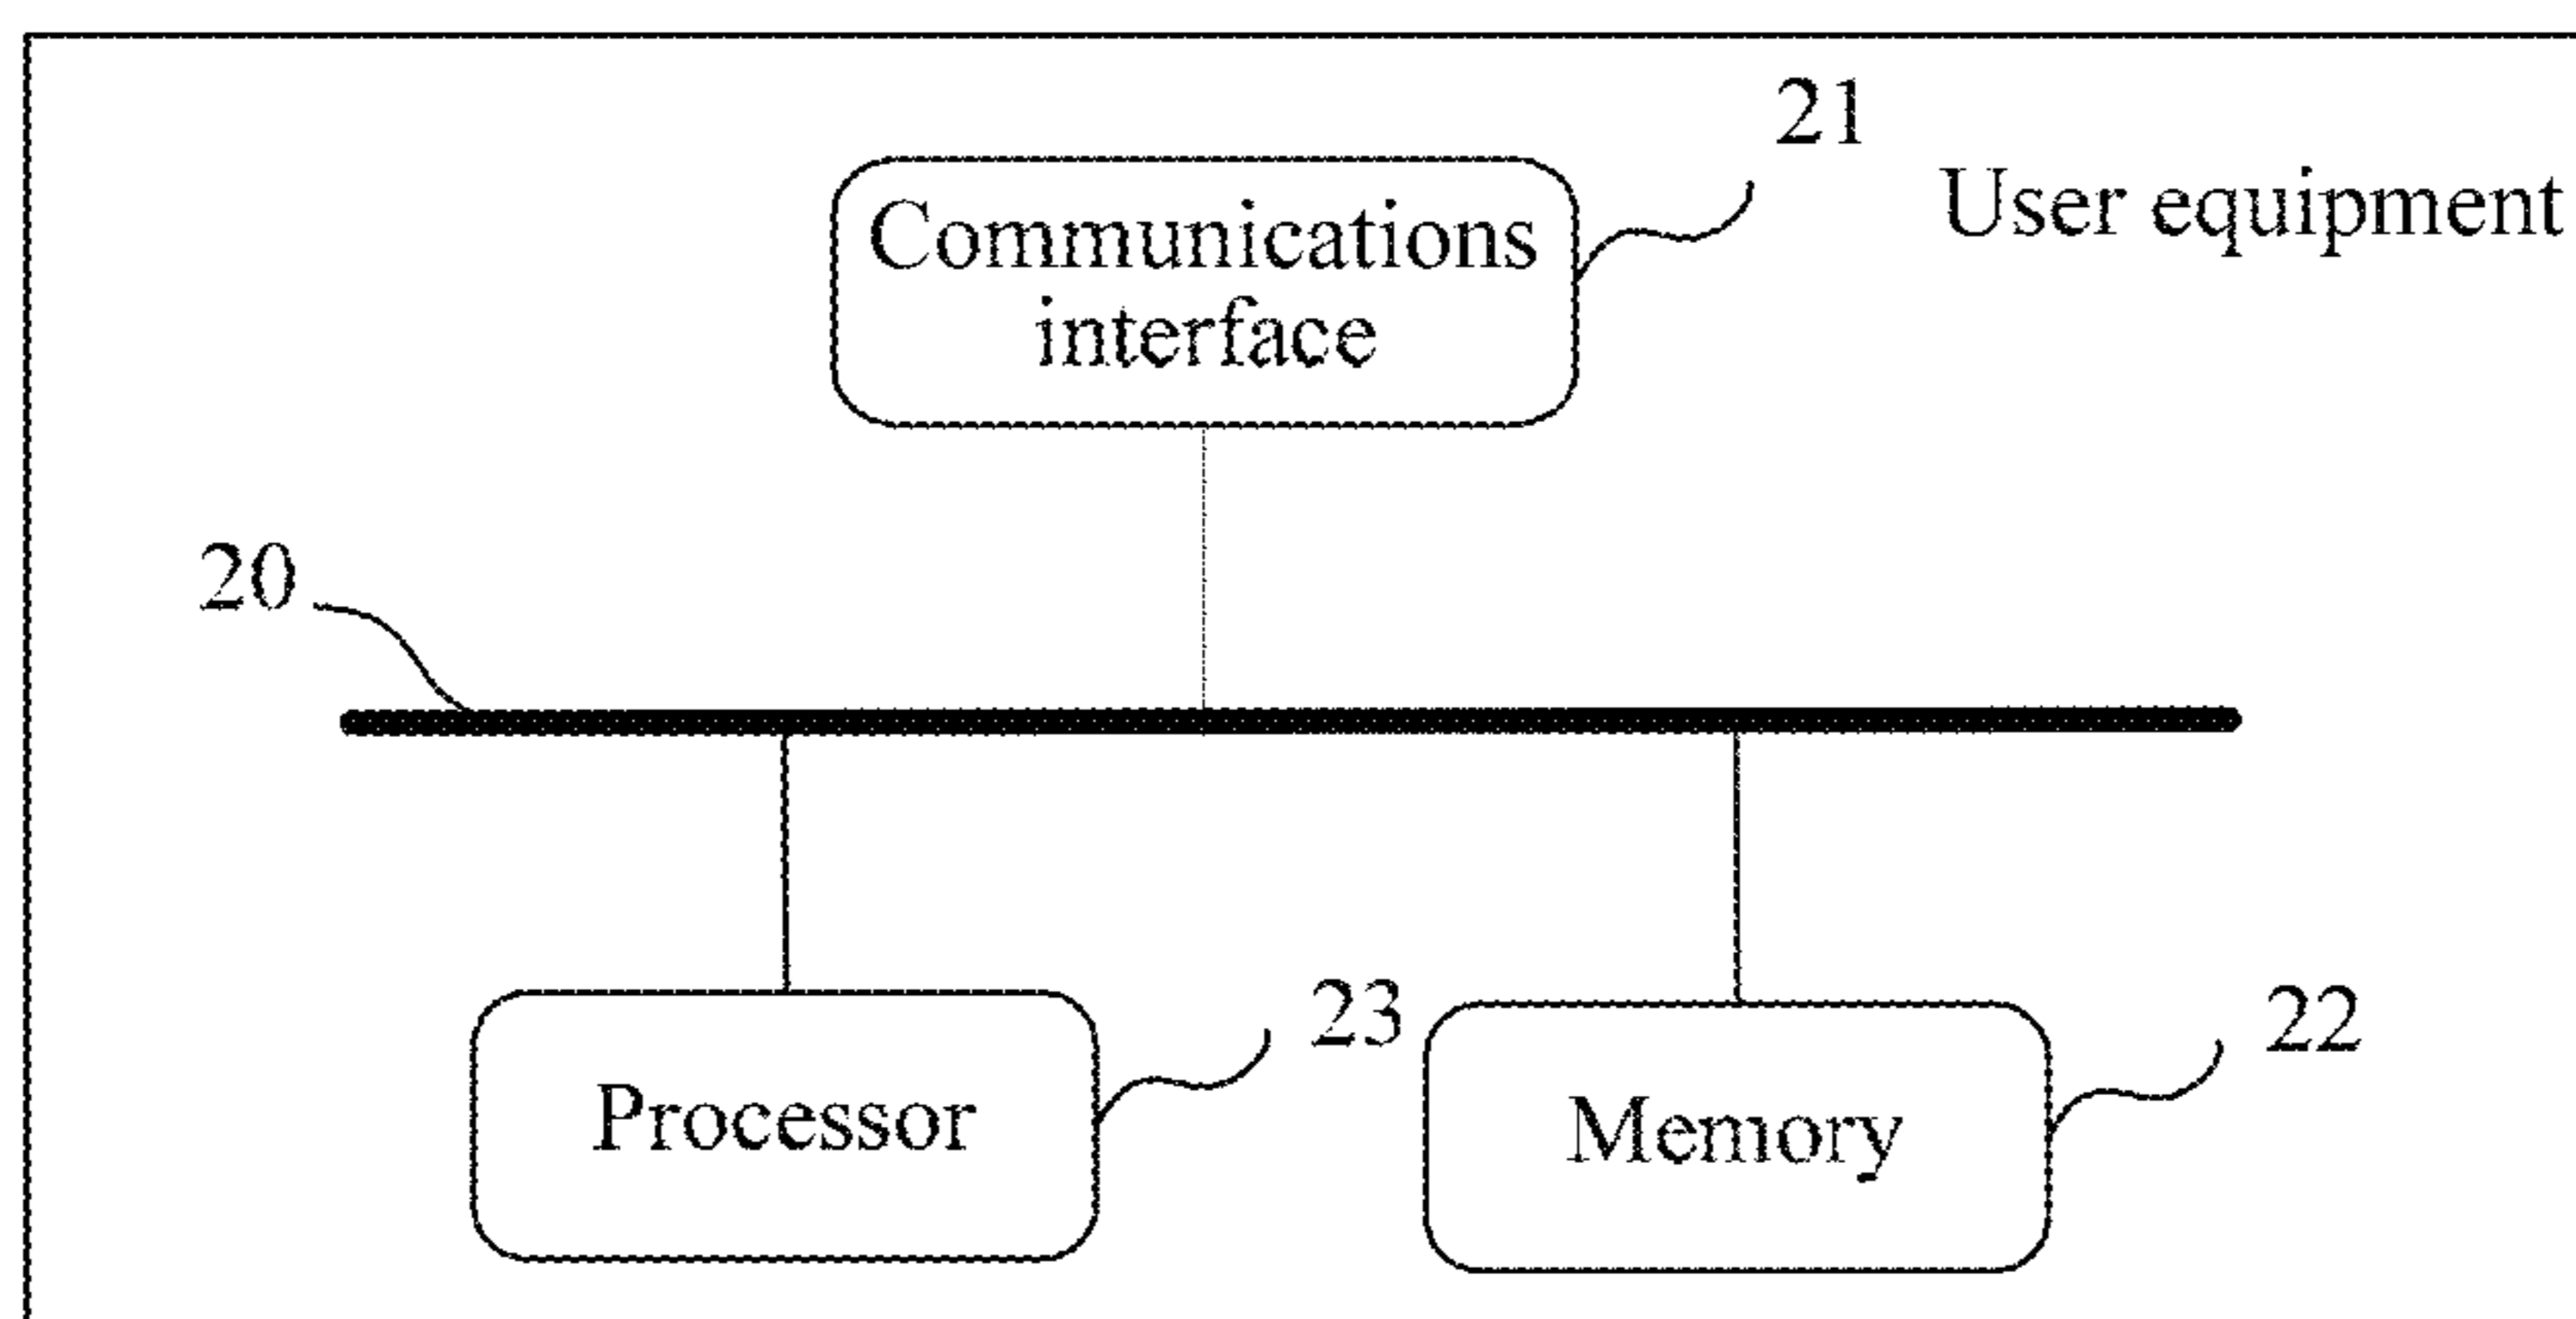 21
User equipment
Communications
interface
20
23
22
Processor
Memory